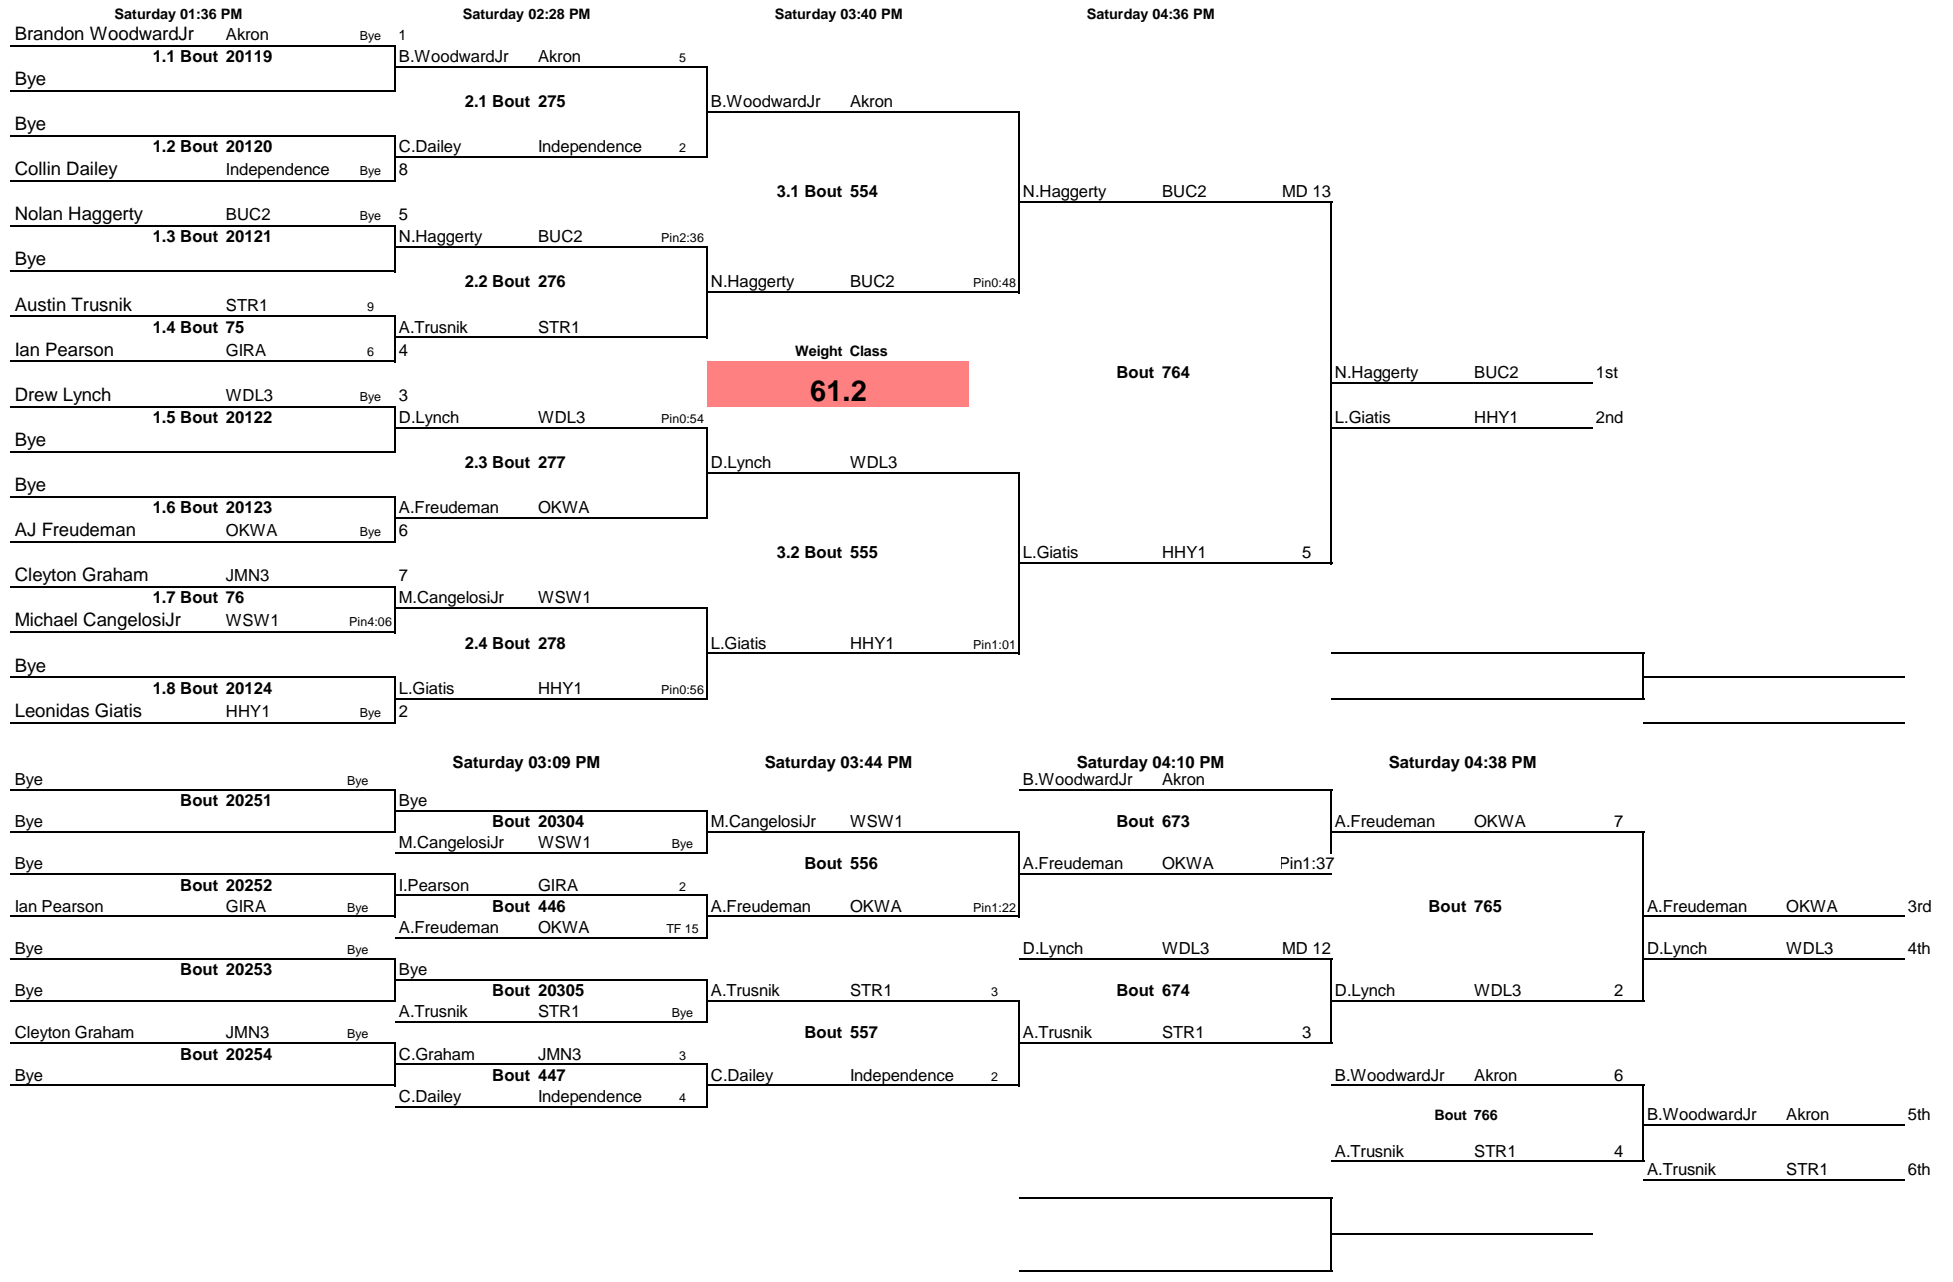 Saturday 01:36 PM Saturday 02:28 PM Saturday 03:40 PM Saturday 04:36 PM
Brandon WoodwardJr Akron Bye 1
1.1 Bout 20119 B.WoodwardJr Akron 5
Bye
2.1 Bout 275 B.WoodwardJr Akron
Bye
1.2 Bout 20120 C.Dailey Independence 2
Collin Dailey Independence Bye 8
3.1 Bout 554 N.Haggerty BUC2 MD 13
Nolan Haggerty BUC2 Bye 5
1.3 Bout 20121 N.Haggerty BUC2 Pin2:36
Bye
2.2 Bout 276 N.Haggerty BUC2 Pin0:48
Austin Trusnik STR1 9
1.4 Bout 75 A.Trusnik STR1
Ian Pearson GIRA 6 4 Weight Class
Bout 764 N.Haggerty BUC2 1st
Drew Lynch WDL3 Bye 3 61.2
1.5 Bout 20122 D.Lynch WDL3 Pin0:54 L.Giatis HHY1 2nd
Bye
2.3 Bout 277 D.Lynch WDL3
Bye
1.6 Bout 20123 A.Freudeman OKWA
AJ Freudeman OKWA Bye 6
3.2 Bout 555 L.Giatis HHY1 5
Cleyton Graham JMN3 7
1.7 Bout 76 M.CangelosiJr WSW1
Michael CangelosiJr WSW1 Pin4:06
2.4 Bout 278 L.Giatis HHY1 Pin1:01
Bye
1.8 Bout 20124 L.Giatis HHY1 Pin0:56
Leonidas Giatis HHY1 Bye 2
Saturday 03:09 PM Saturday 03:44 PM Saturday 04:10 PM Saturday 04:38 PM
Bye Bye B.WoodwardJr Akron
Bout 20251 Bye
Bye Bout 20304 M.CangelosiJr WSW1 Bout 673 A.Freudeman OKWA 7
M.CangelosiJr WSW1 Bye
Bye Bout 556 A.Freudeman OKWA Pin1:37
Bout 20252 I.Pearson GIRA 2
Ian Pearson GIRA Bye Bout 446 A.Freudeman OKWA Pin1:22 Bout 765 A.Freudeman OKWA 3rd
A.Freudeman OKWA TF 15
Bye Bye D.Lynch WDL3 MD 12 D.Lynch WDL3 4th
Bout 20253 Bye
Bye Bout 20305 A.Trusnik STR1 3 Bout 674 D.Lynch WDL3 2
A.Trusnik STR1 Bye
Cleyton Graham JMN3 Bye Bout 557 A.Trusnik STR1 3
Bout 20254 C.Graham JMN3 3
Bye Bout 447 C.Dailey Independence 2 B.WoodwardJr Akron 6
C.Dailey Independence 4
Bout 766 B.WoodwardJr Akron 5th
A.Trusnik STR1 4
A.Trusnik STR1 6th